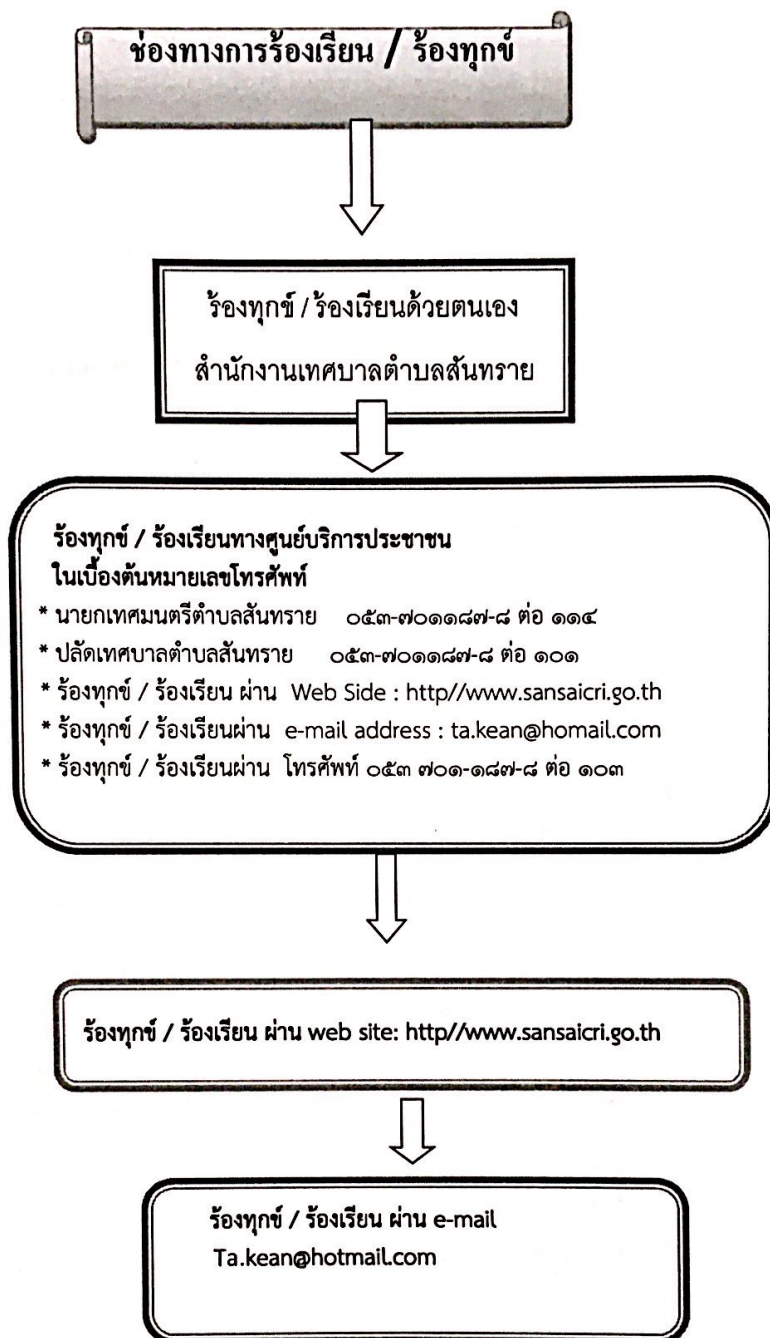 ช่องทางการร้องเรียน / ร้องทุกข์
ร้องทุกข์ / ร้องเรียนด้วยตนเอง
สำนักงานเทศบาลตำบลสันทราย
ร้องทุกข์ / ร้องเรียนทางศูนย์บริการประชาชน
ในเบื้องต้นหมายเลขโทรศัพท์
* นายกเทศมนตรีตำบลสันทราย ๐๕๓-๗๐๑๑๘๗-๘ ต่อ ๑๑๔
* ปลัดเทศบาลตำบลสันทราย ๐๕๓-๗๐๑๑๘๗-๘ ต่อ ๑๐๑
* ร้องทุกข์ / ร้องเรียน ผ่าน Web Side : http//www.sansaicri.go.th
* ร้องทุกข์ / ร้องเรียนผ่าน e-mail address : ta.kean@homail.com
* ร้องทุกข์ / ร้องเรียนผ่าน โทรศัพท์ ๐๕๓ ๗๐๑-๑๘๗-๘ ต่อ ๑๐๓
ร้องทุกข์ / ร้องเรียน ผ่าน web site: http//www.sansaicri.go.th
ร้องทุกข์ / ร้องเรียน ผ่าน e-mail
Ta.kean@hotmail.com